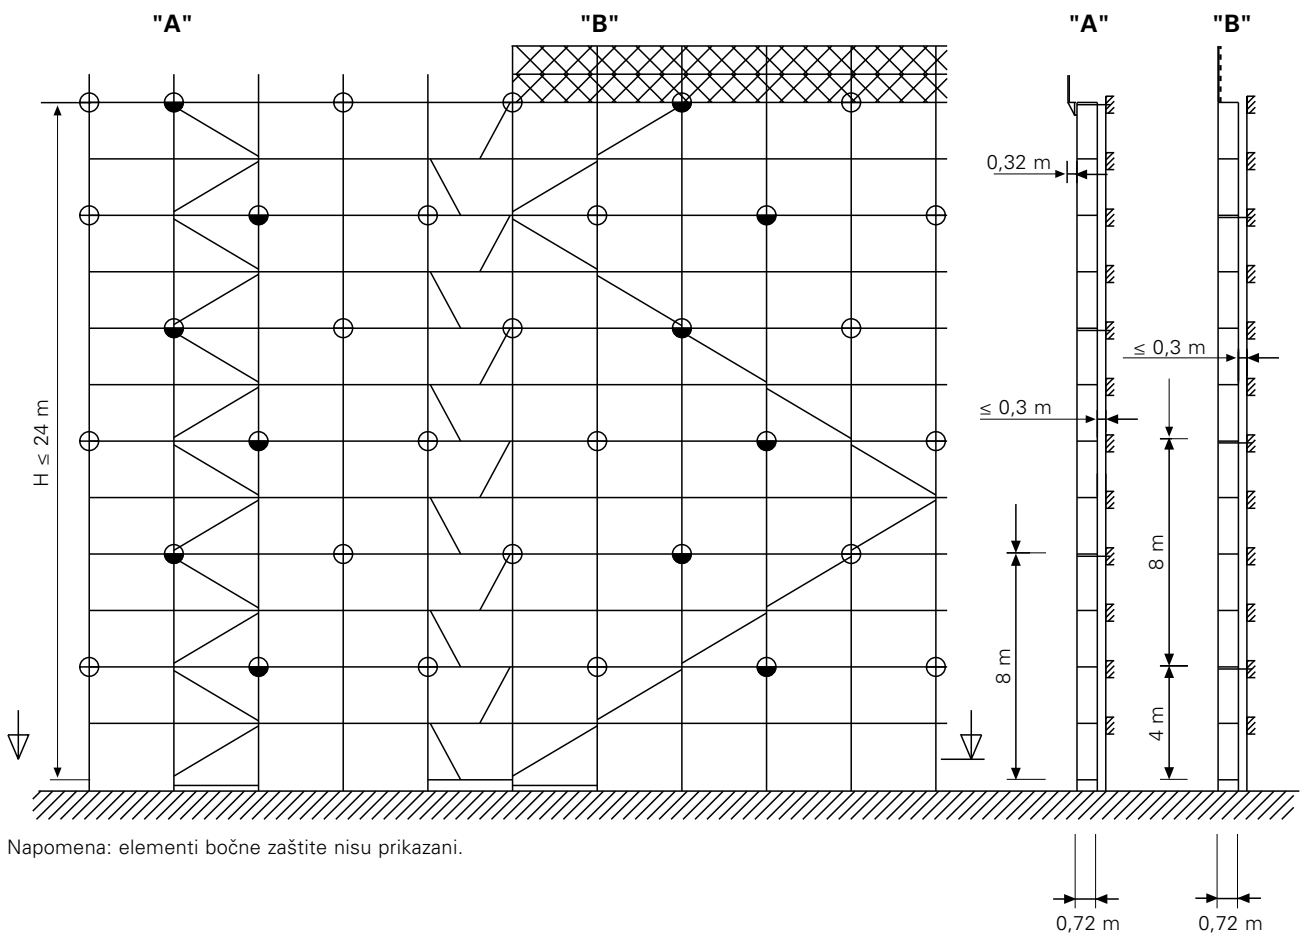 "A"
"B"
"A"
"B"
0,32 m
≤ 0,3 m
≤ 0,3 m
H ≤ 24 m
8 m
8 m
4 m
Napomena: elementi bočne zaštite nisu prikazani.
0,72 m
0,72 m